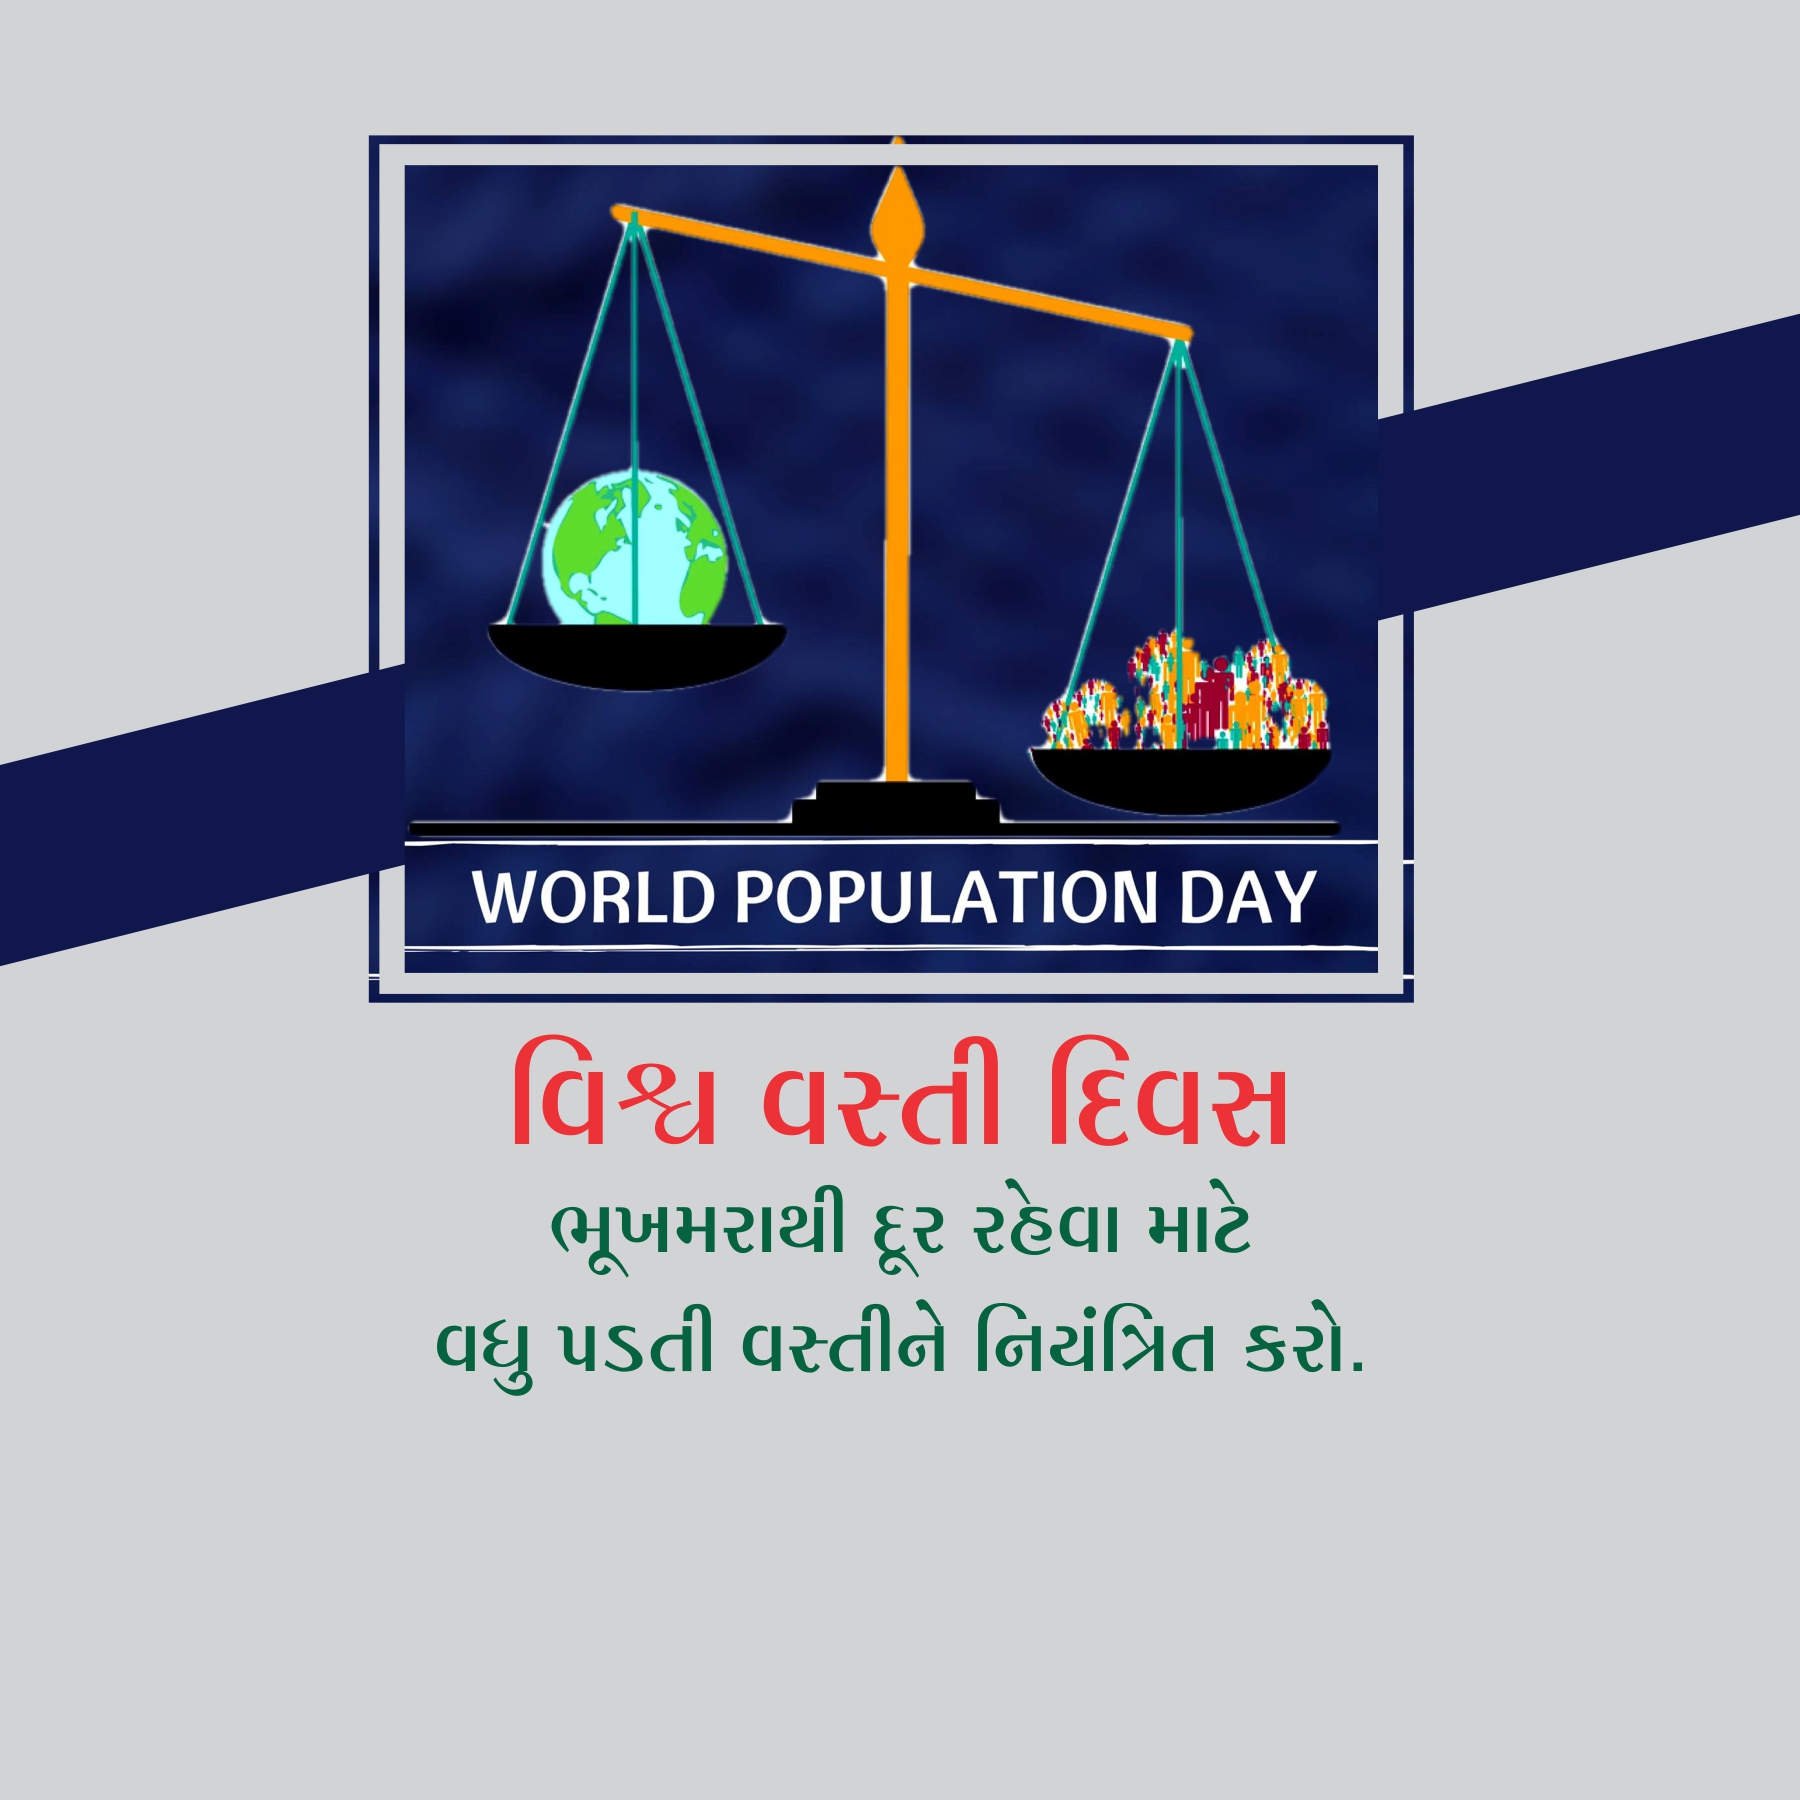 WORLD POPULATION DAY
વિશ્વ વસ્તી દિવસ
ભૂખમરાથી દૂર રહેવા માટે
વધુ પડતી વસ્તીને નિયંત્રિત કરો.